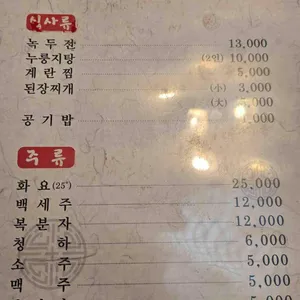 식사류
녹두전 13,000
누룽지탕 (2인) 10,000
계란찜 5,000
된장찌개 (小) 3,000
(大) ,000
공기밥 ,000
주류
화요(25°) 25,000
백세주 12,000
복분자 12,000
청하 6,000
소주 5,000
맥주 5,000